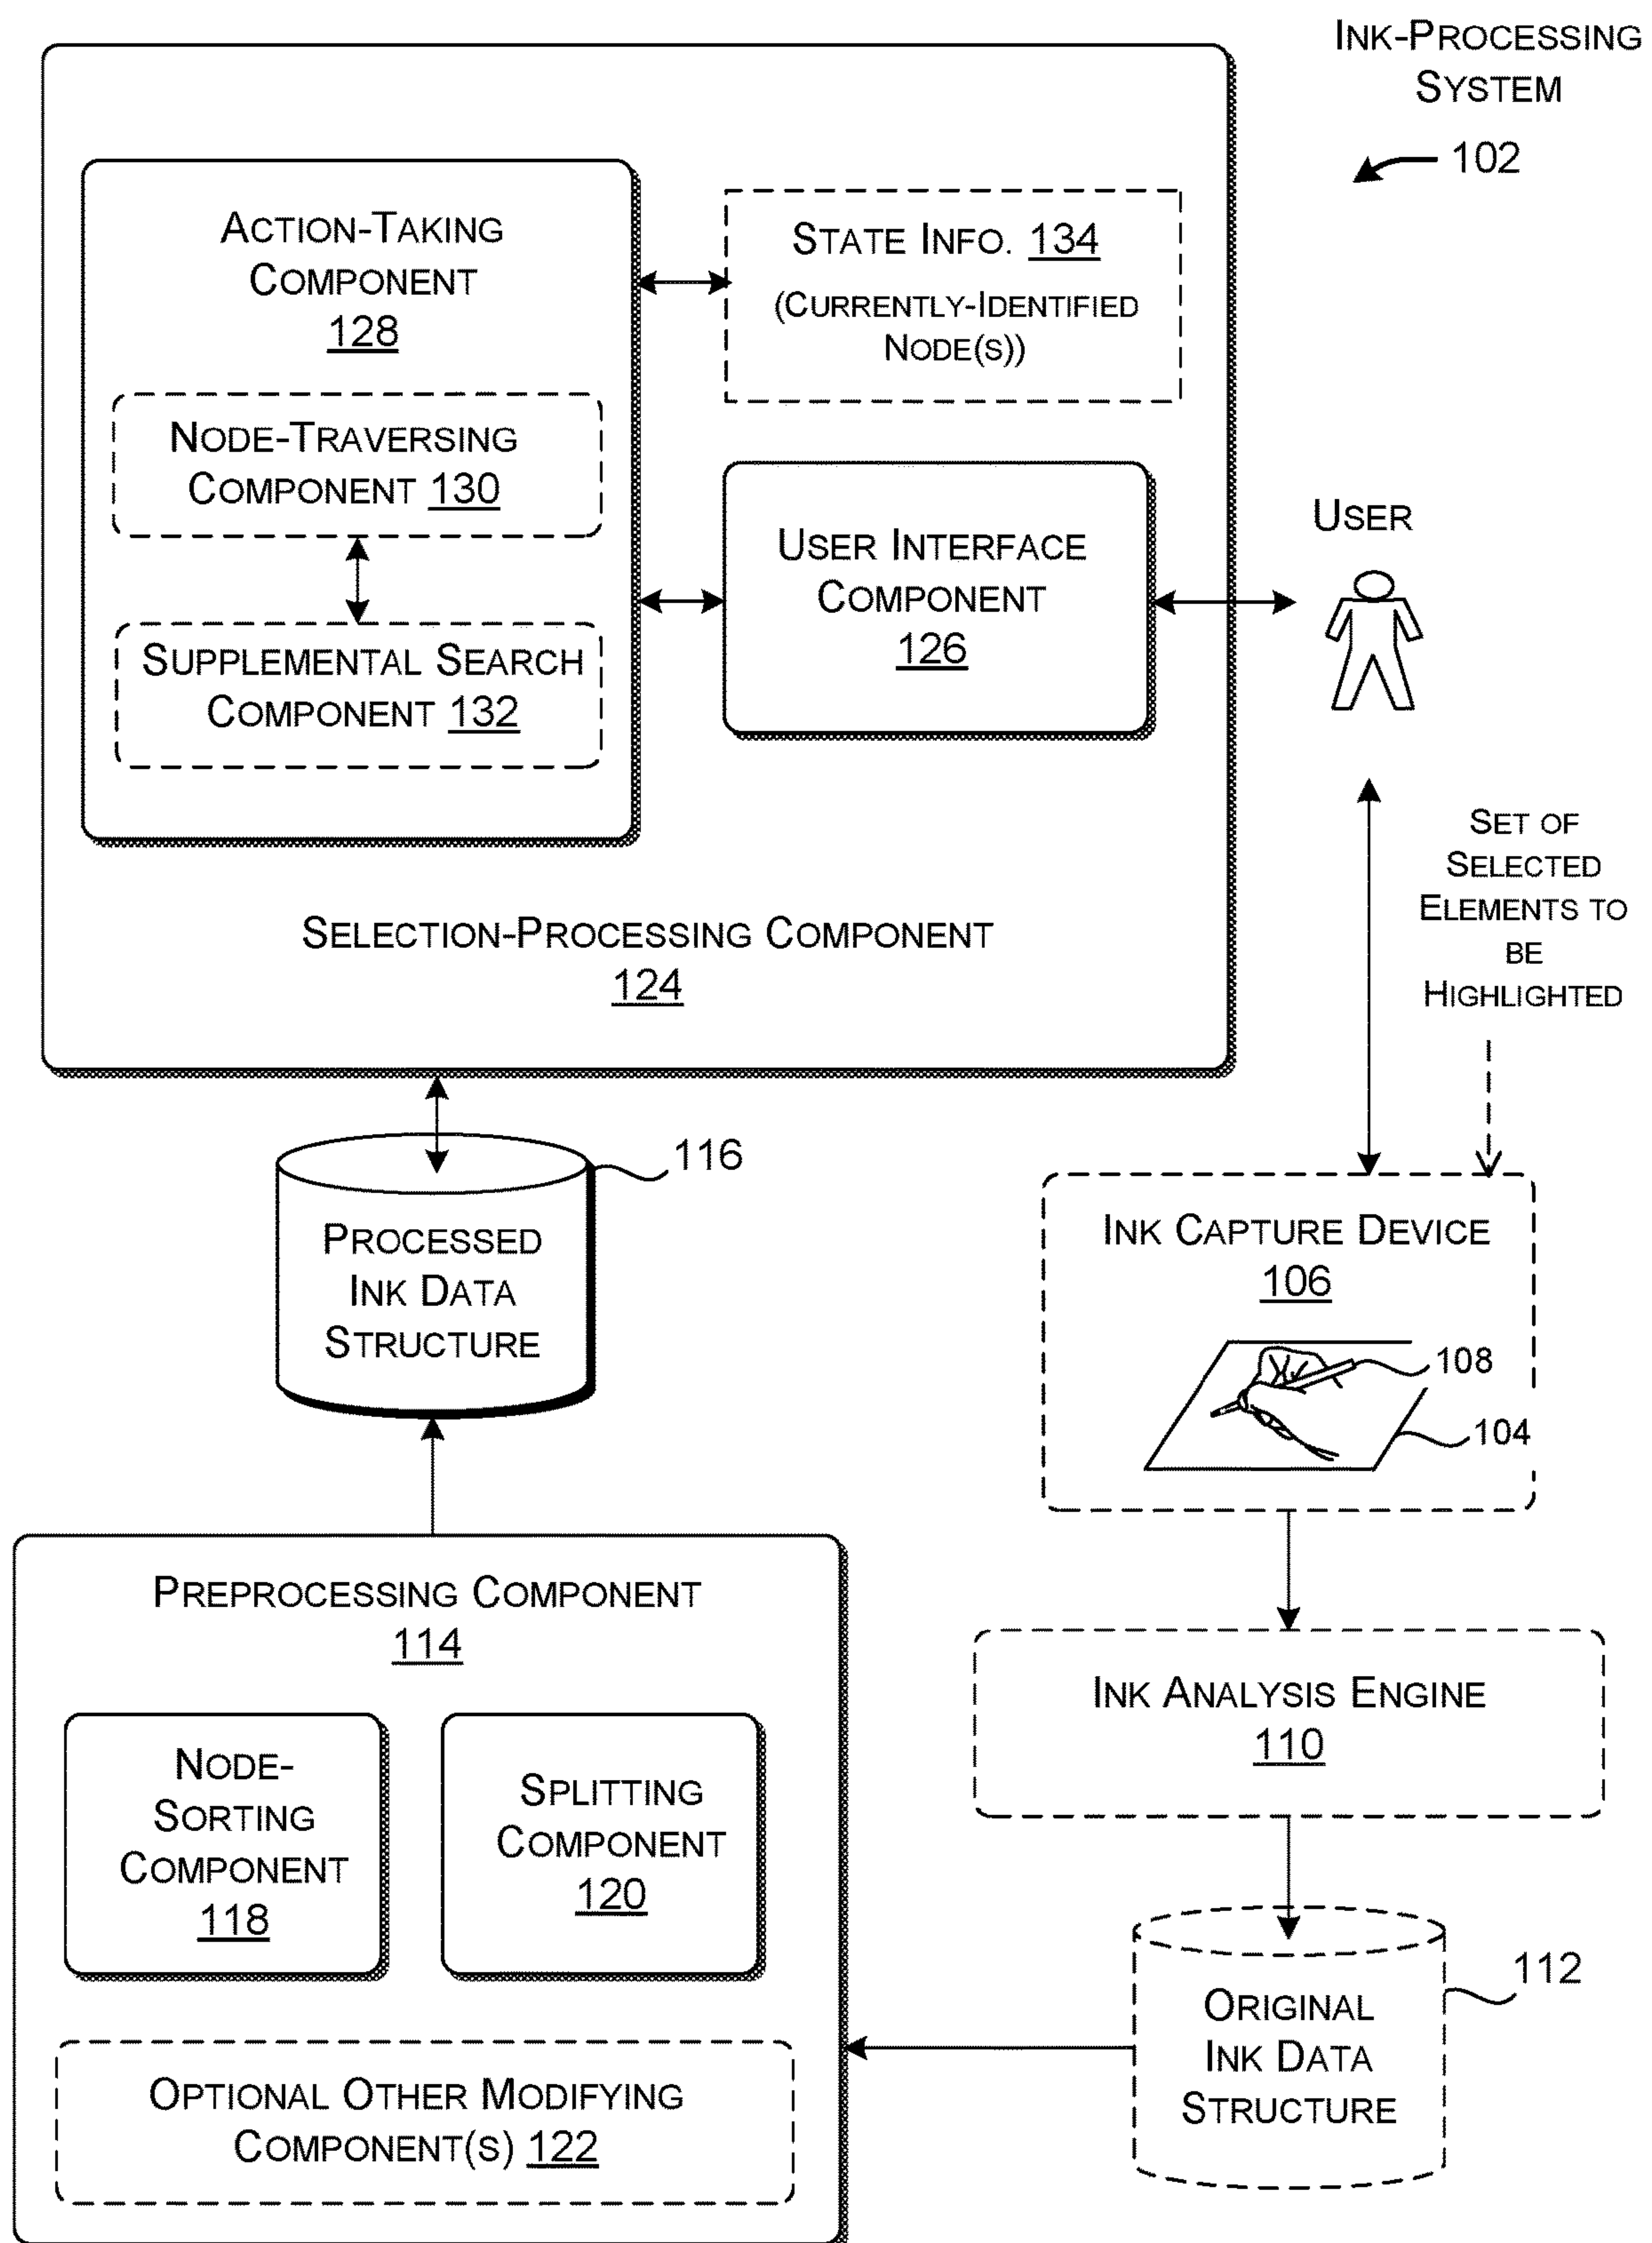 INK-PROCESSING
SYSTEM
102
ACTION-TAKING
COMPONENT
128
NODE-TRAVERSING
COMPONENT 130
SUPPLEMENTAL SEARCH
COMPONENT 132
STATE INFO. 134
(CURRENTLY-IDENTIFIED
NODE(S))
USER INTERFACE
COMPONENT
126
USER
SELECTION-PROCESSING COMPONENT
124
SET OF
SELECTED
ELEMENTS TO
BE
HIGHLIGHTED
116
PROCESSED
INK DATA
STRUCTURE
INK CAPTURE DEVICE
106
108
104
PREPROCESSING COMPONENT
114
NODE-
SORTING
COMPONENT
118
SPLITTING
COMPONENT
120
OPTIONAL OTHER MODIFYING
COMPONENT(S) 122
INK ANALYSIS ENGINE
110
112
ORIGINAL
INK DATA
STRUCTURE